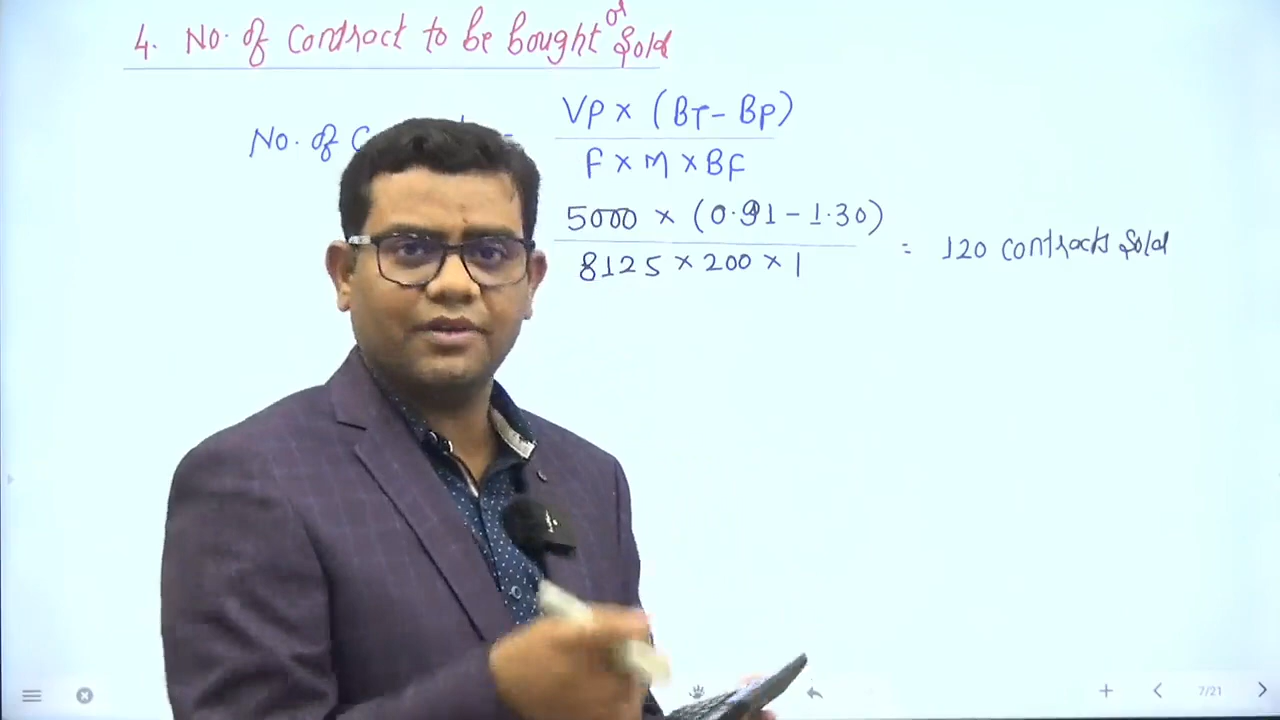 4. No. of Contract to be bought or Sold
No. of C = VP × (BT - BP)
F × M × BF
5000 × (0.91 - 1.30)
8125 × 200 × 1
= 120 contracts Sold
7/21